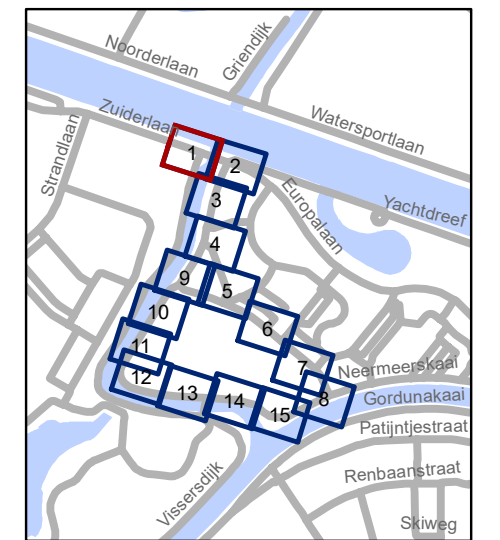 Noorderlaan
Griendijk
Watersportlaan
Zuiderlaan
Strandlaan
Europalaan
Yachtdreef
1
2
3
4
9
5
10
6
11
7
Neermeerskaai
12
13
14
15
8
Gordunakaai
Patijntjestraat
Renbaanstraat
Vissersdijk
Skiweg